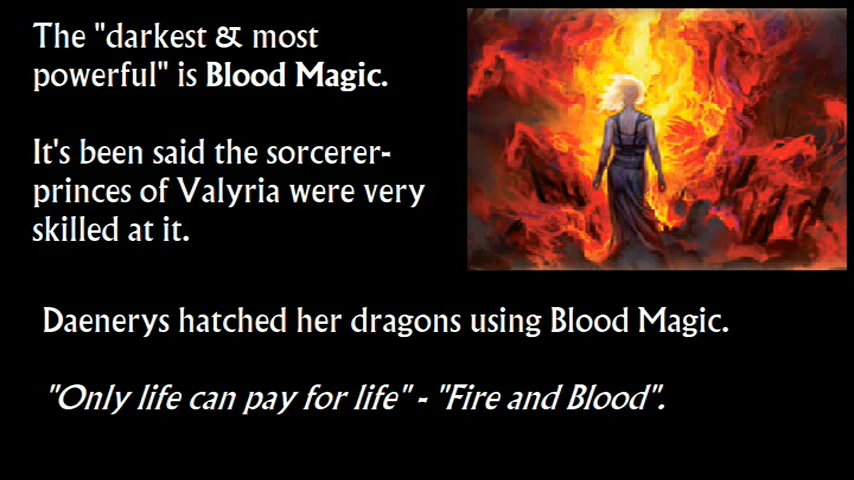 The "darkest & most
powerful" is Blood Magic.
It's been said the sorcerer-
princes of Valyria were very
skilled at it.
Daenerys hatched her dragons using Blood Magic.
"Only life can pay for life" - "Fire and Blood".